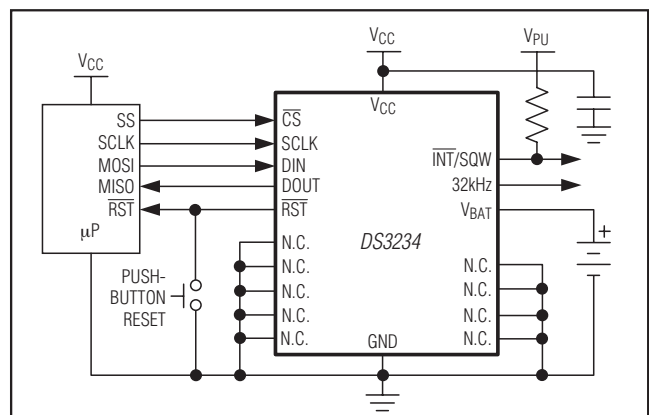 VCC
VPU
VCC
VCC
SS
CS
SCLK
SCLK
MOSI
DIN
INT/SQW
MISO
DOUT
32kHz
RST
RST
VBAT
+
µP
DS3234
N.C.
N.C.
N.C.
N.C.
N.C.
N.C.
N.C.
N.C.
N.C.
PUSH-
BUTTON
RESET
GND